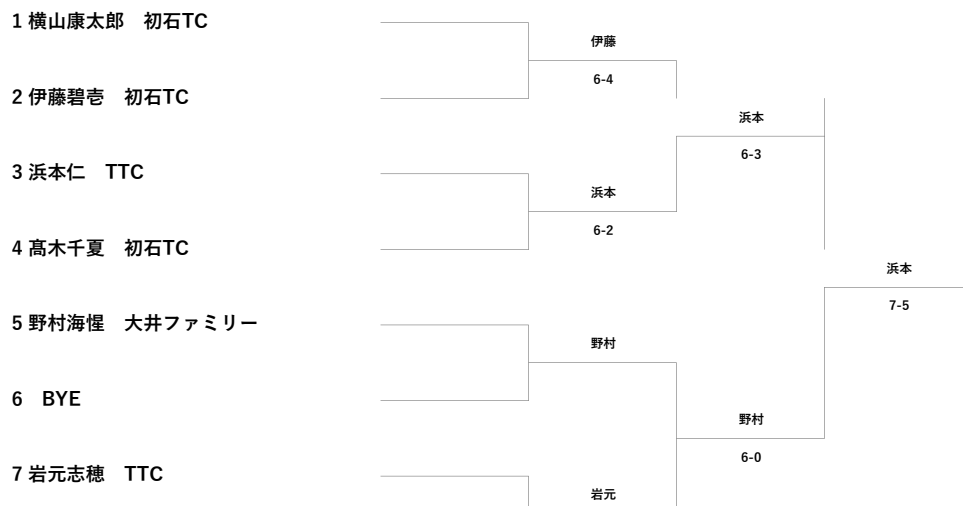 1 横山康太郎　初石TC
伊藤
6-4
2 伊藤碧壱　初石TC
浜本
6-3
3 浜本仁　TTC
浜本
6-2
4 髙木千夏　初石TC
浜本
7-5
5 野村海惺　大井ファミリー
野村
6　BYE
野村
6-0
7 岩元志穂　TTC
岩元